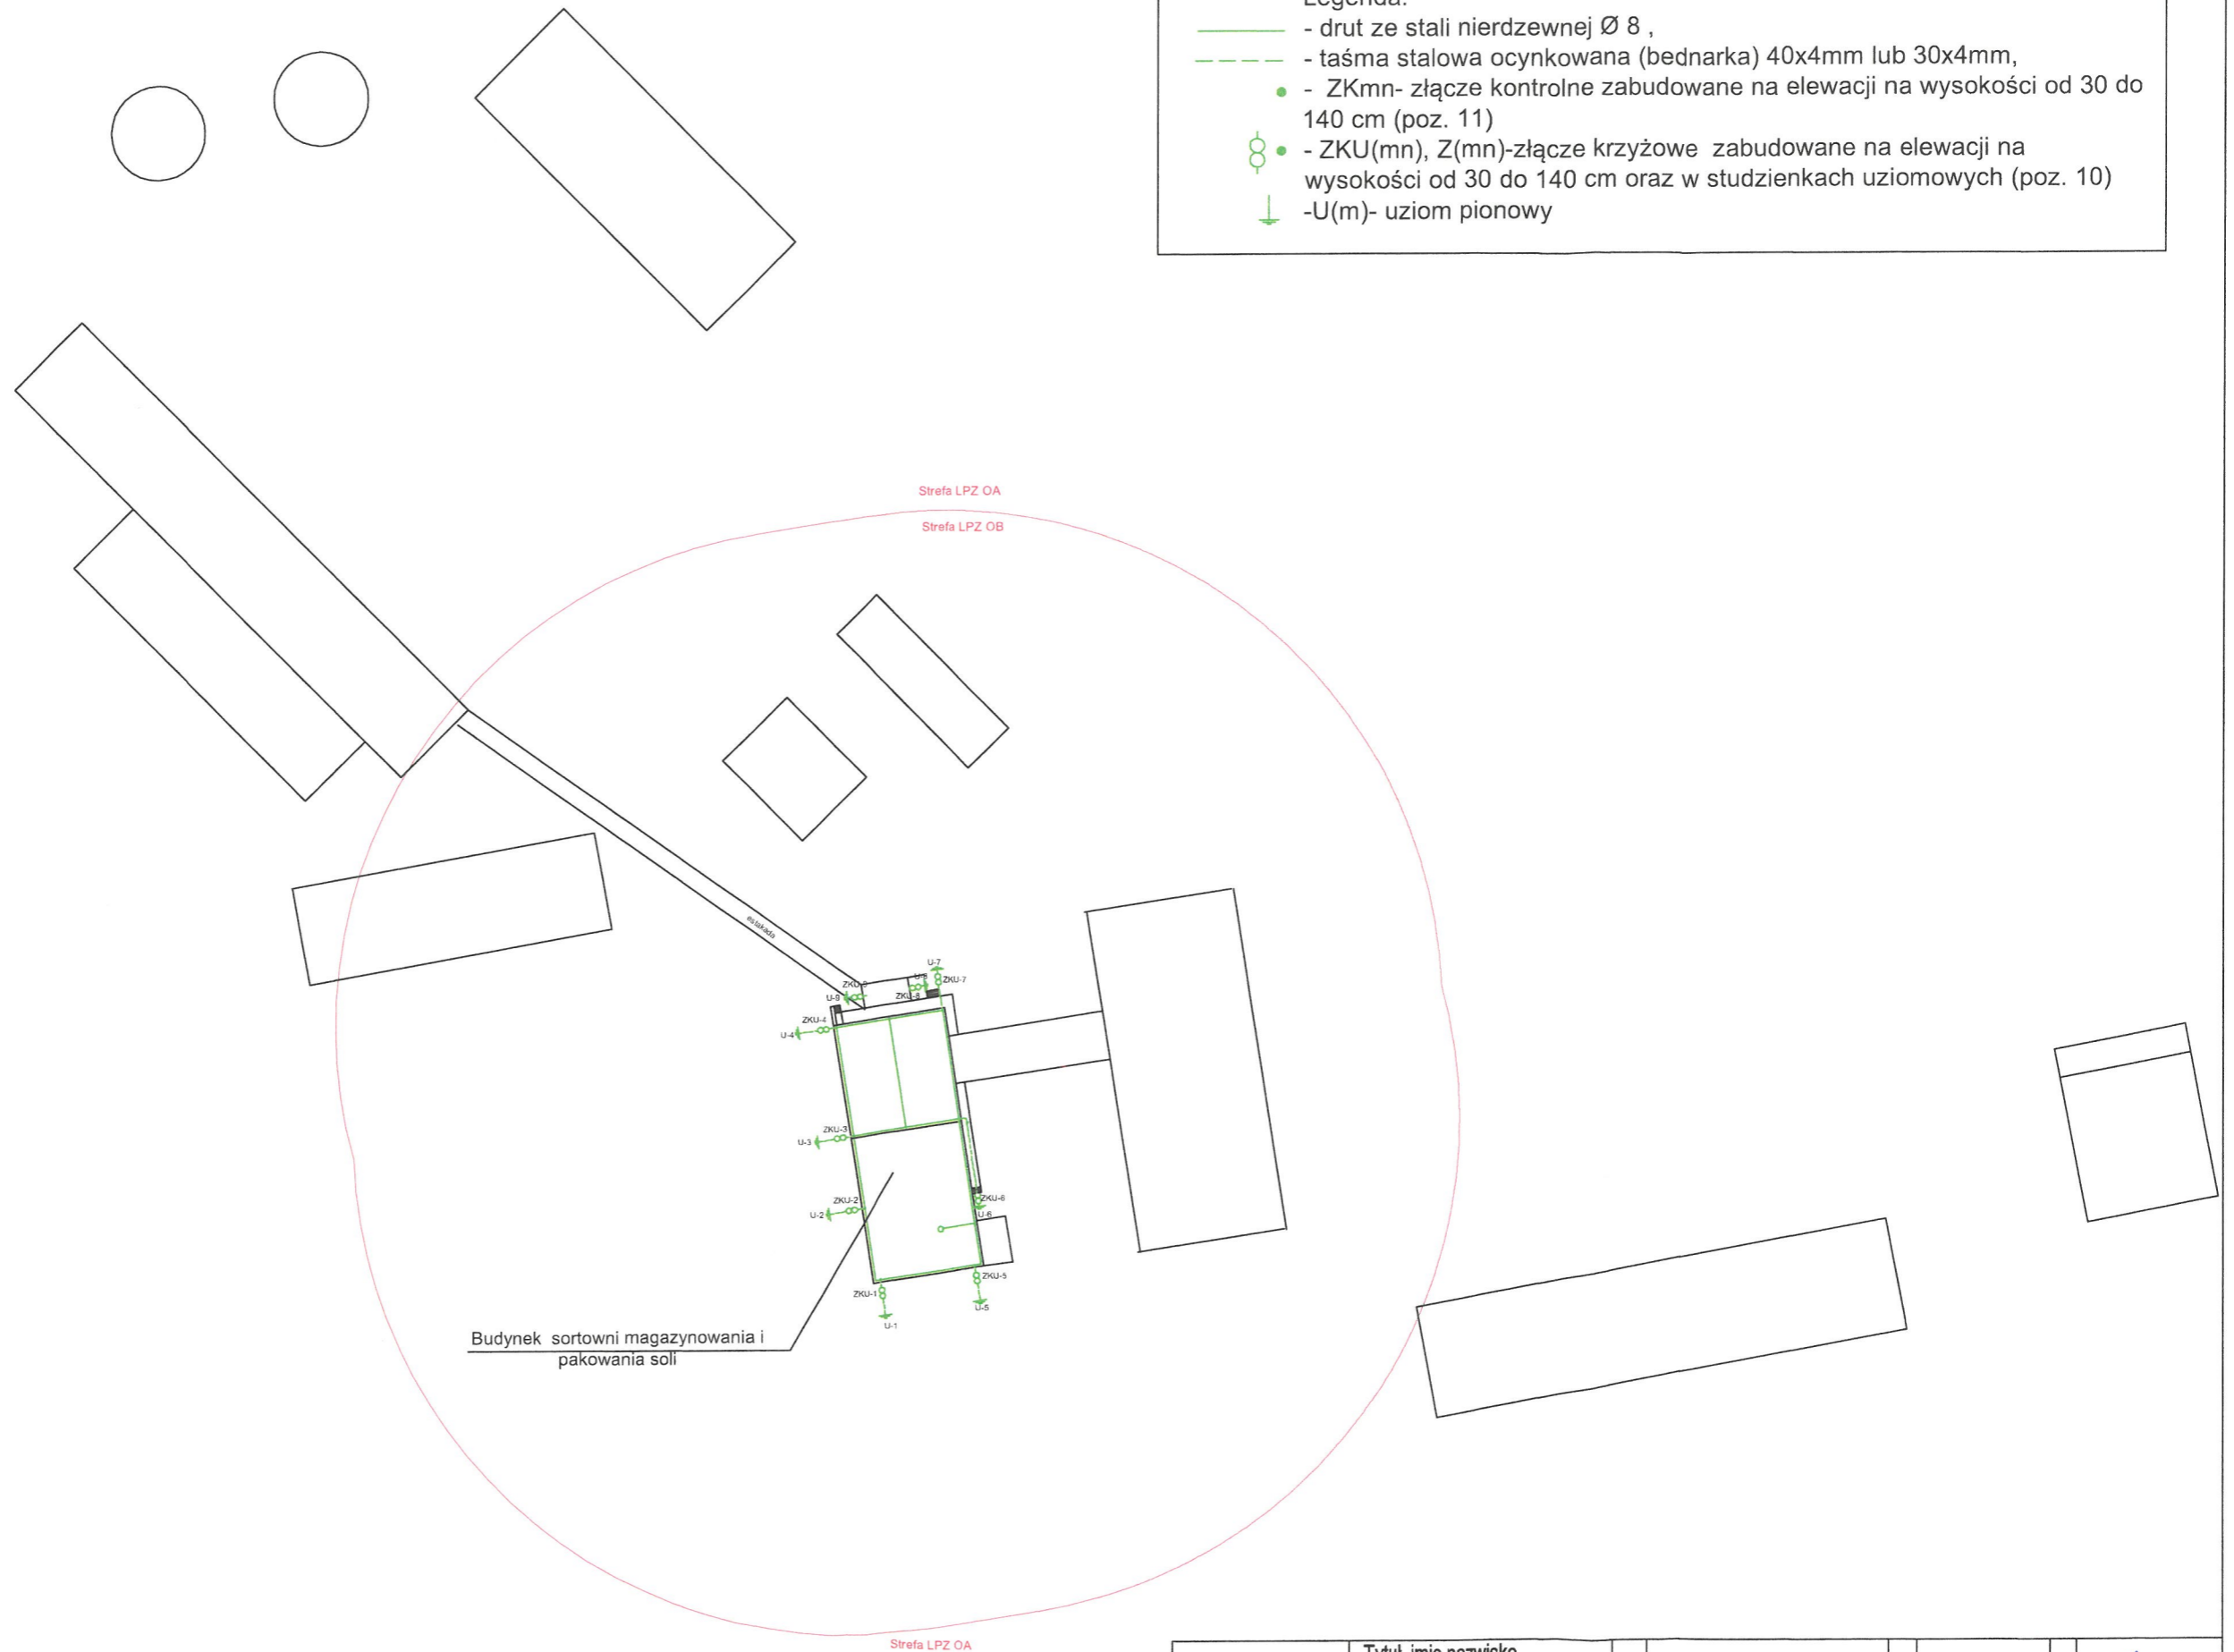 Legenda:
- drut ze stali nierdzewnej Ø 8 ,
- taśma stalowa ocynkowana (bednarka) 40x4mm lub 30x4mm,
- ZKmn- złącze kontrolne zabudowane na elewacji na wysokości od 30 do
140 cm (poz. 11)
- ZKU(mn), Z(mn)-złącze krzyżowe zabudowane na elewacji na
wysokości od 30 do 140 cm oraz w studzienkach uziomowych (poz. 10)
-U(m)- uziom pionowy
Strefa LPZ OA
Strefa LPZ OB
estakada
U-7
U-8
ZKU-7
ZKU-9
ZKU-8
U-9
ZKU-4
U-4
ZKU-3
U-3
ZKU-2
U-2
ZKU-6
U-6
ZKU-5
U-5
ZKU-1
U-1
Budynek sortowni magazynowania i
pakowania soli
Strefa LPZ OA
Tytuł, imię nazwisko